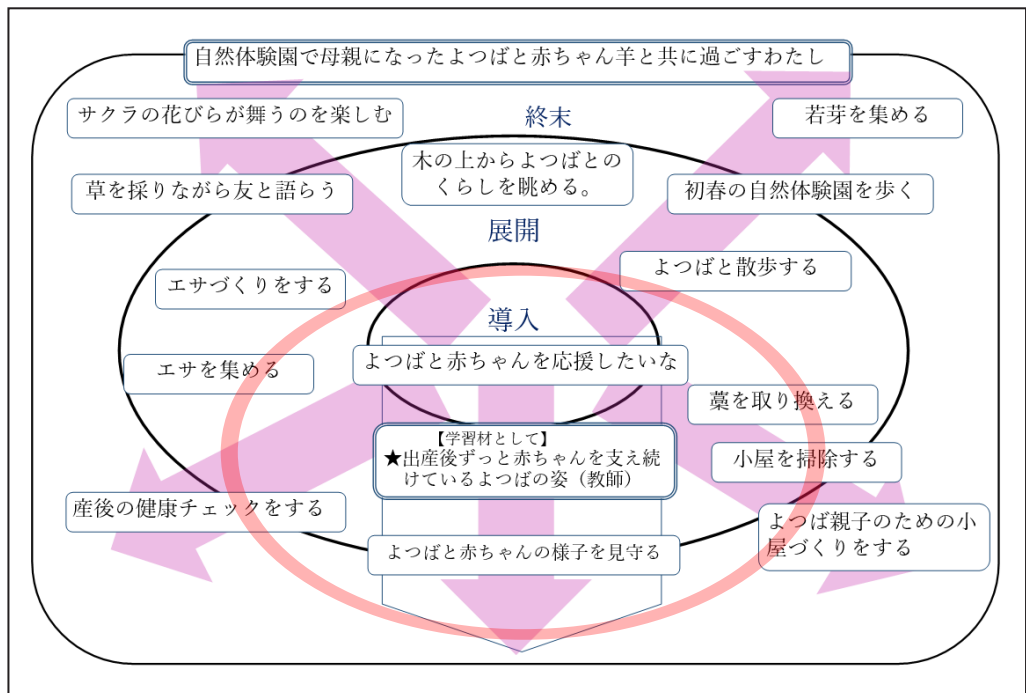 自然体験園で母親になったよつばと赤ちゃん羊と共に過ごすわたし
サクラの花びらが舞うのを楽しむ
終末
若芽を集める
木の上からよつばとの
くらしを眺める。
草を採りながら友と語らう
初春の自然体験園を歩く
展開
よつばと散歩する
エサづくりをする
導入
よつばと赤ちゃんを応援したいな
エサを集める
藁を取り換える
【学習材として】
★出産後ずっと赤ちゃんを支え続
けているよつばの姿（教師）
小屋を掃除する
産後の健康チェックをする
よつば親子のための小
屋づくりをする
よつばと赤ちゃんの様子を見守る